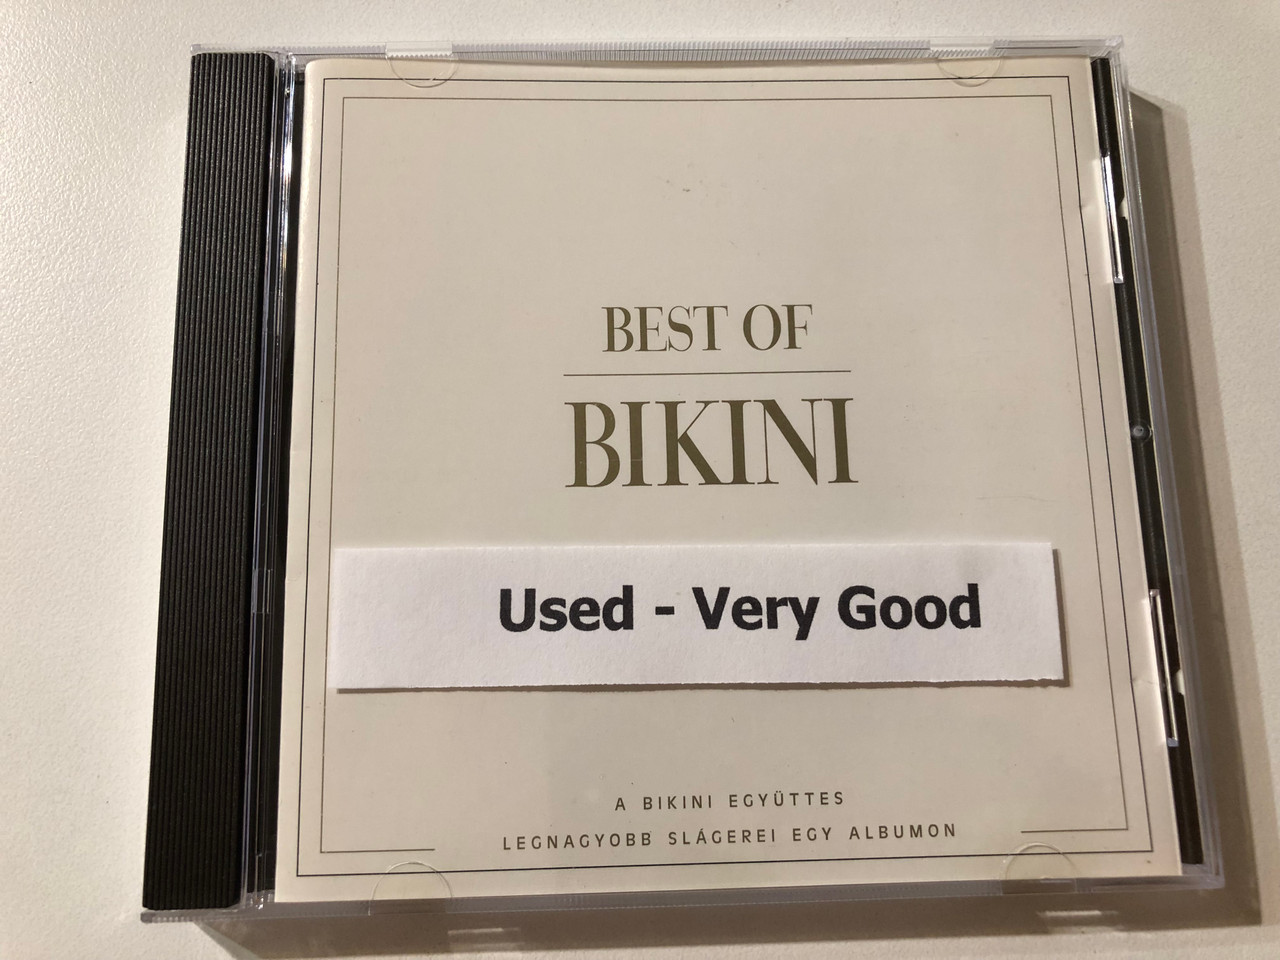 BEST OF
BIKINI
Used - Very Good
A BIKINI EGYÜTTES
LEGNAGYOBB SLÁGEREI EGY ALBUMON